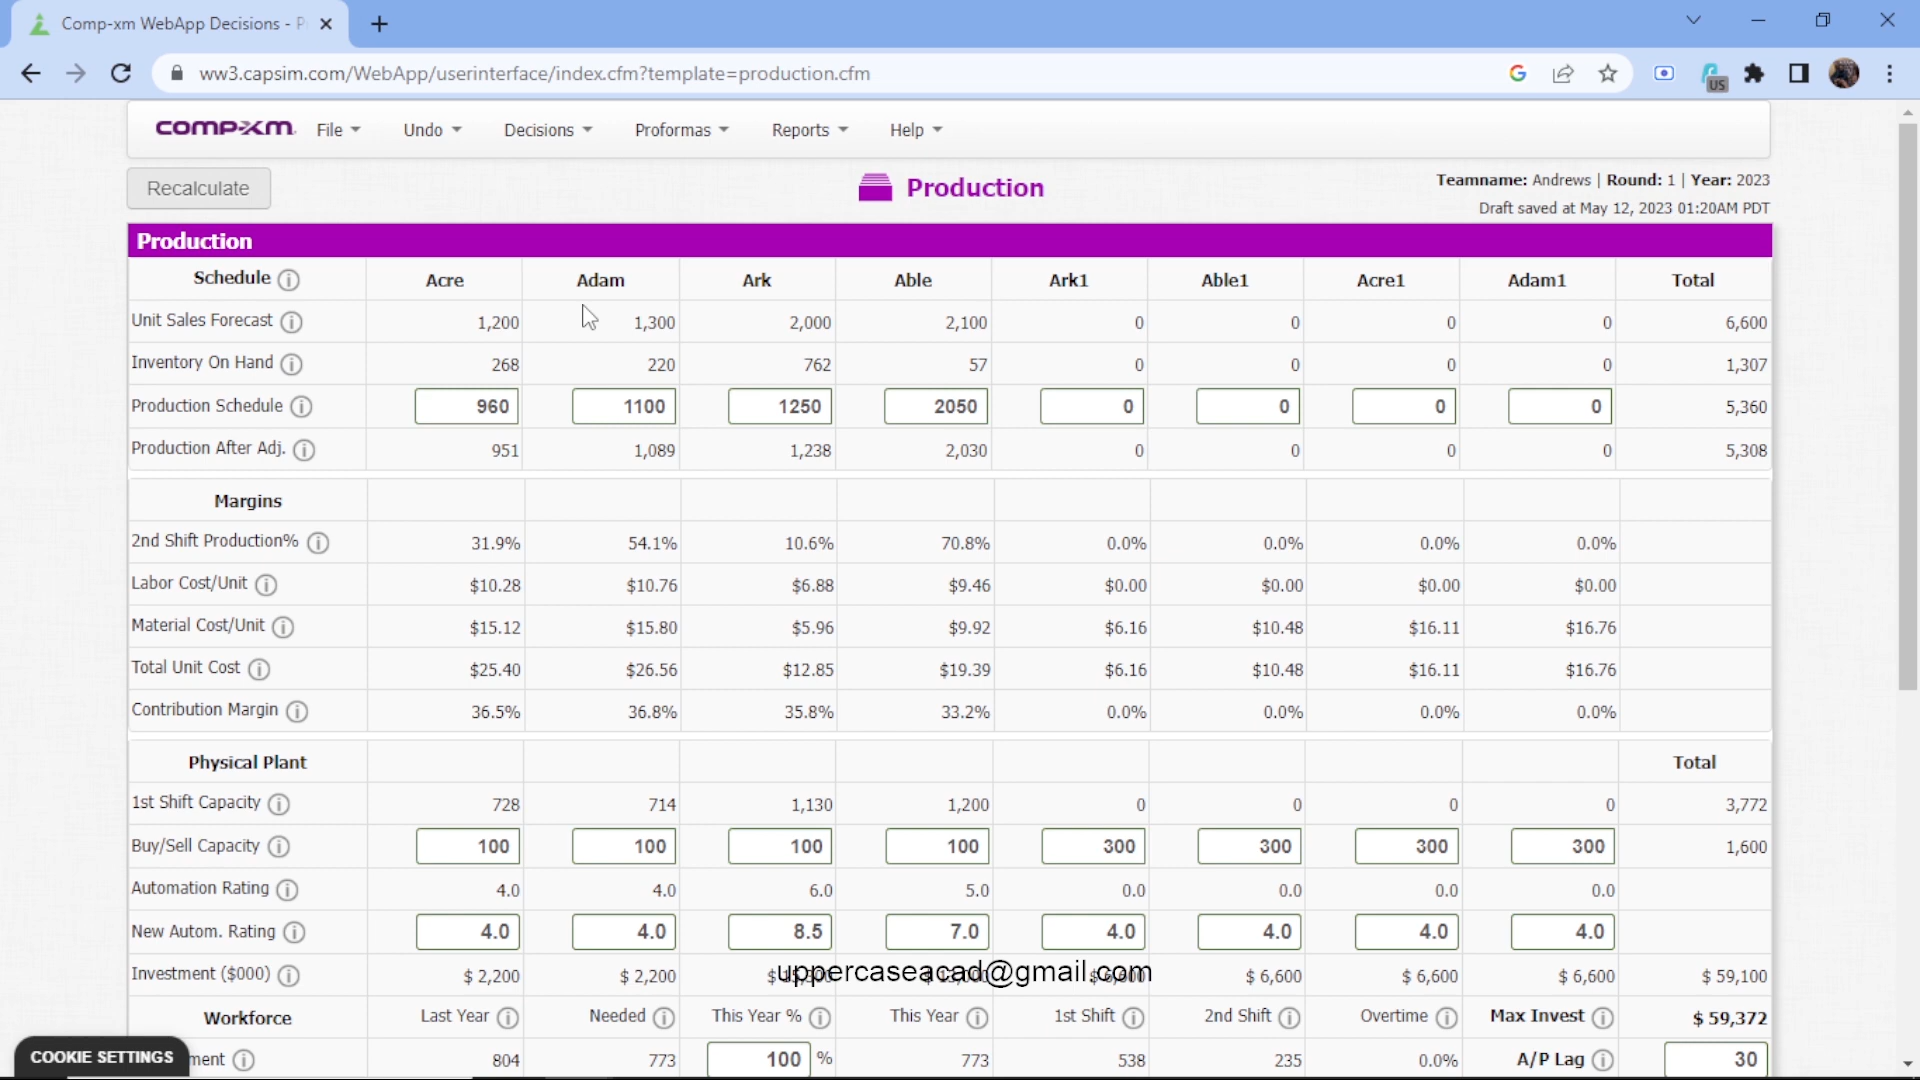 Comp-xm WebApp Decisions - P
ww3.capsim.com/WebApp/userinterface/index.cfm?template=production.cfm
US
COMP-XM File Undo Decisions Proformas Reports Help
Recalculate
Production
Teamname: Andrews | Round: 1 | Year: 2023
Draft saved at May 12, 2023 01:20AM PDT
Production
Schedule Acre Adam Ark Able Ark1 Able1 Acre1 Adam1 Total
Unit Sales Forecast 1,200 1,300 2,000 2,100 0 0 0 0 6,600
Inventory On Hand 268 220 762 57 0 0 0 0 1,307
Production Schedule 960 1100 1250 2050 0 0 0 0 5,360
Production After Adj. 951 1,089 1,238 2,030 0 0 0 0 5,308
Margins
2nd Shift Production% 31.9% 54.1% 10.6% 70.8% 0.0% 0.0% 0.0% 0.0%
Labor Cost/Unit $10.28 $10.76 $6.88 $9.46 $0.00 $0.00 $0.00 $0.00
Material Cost/Unit $15.12 $15.80 $5.96 $9.92 $6.16 $10.48 $16.11 $16.76
Total Unit Cost $25.40 $26.56 $12.85 $19.39 $6.16 $10.48 $16.11 $16.76
Contribution Margin 36.5% 36.8% 35.8% 33.2% 0.0% 0.0% 0.0% 0.0%
Physical Plant Total
1st Shift Capacity 728 714 1,130 1,200 0 0 0 0 3,772
Buy/Sell Capacity 100 100 100 100 300 300 300 300 1,600
Automation Rating 4.0 4.0 6.0 5.0 0.0 0.0 0.0 0.0
New Autom. Rating 4.0 4.0 8.5 7.0 4.0 4.0 4.0 4.0
Investment ($000) $ 2,200 $ 2,200 $ 6,600 $ 6,600 $ 6,600 $ 59,100
uppercaseacad@gmail.com
Workforce Last Year Needed This Year % This Year 1st Shift 2nd Shift Overtime Max Invest $ 59,372
ment 804 773 100 % 773 538 235 0.0% A/P Lag 30
COOKIE SETTINGS